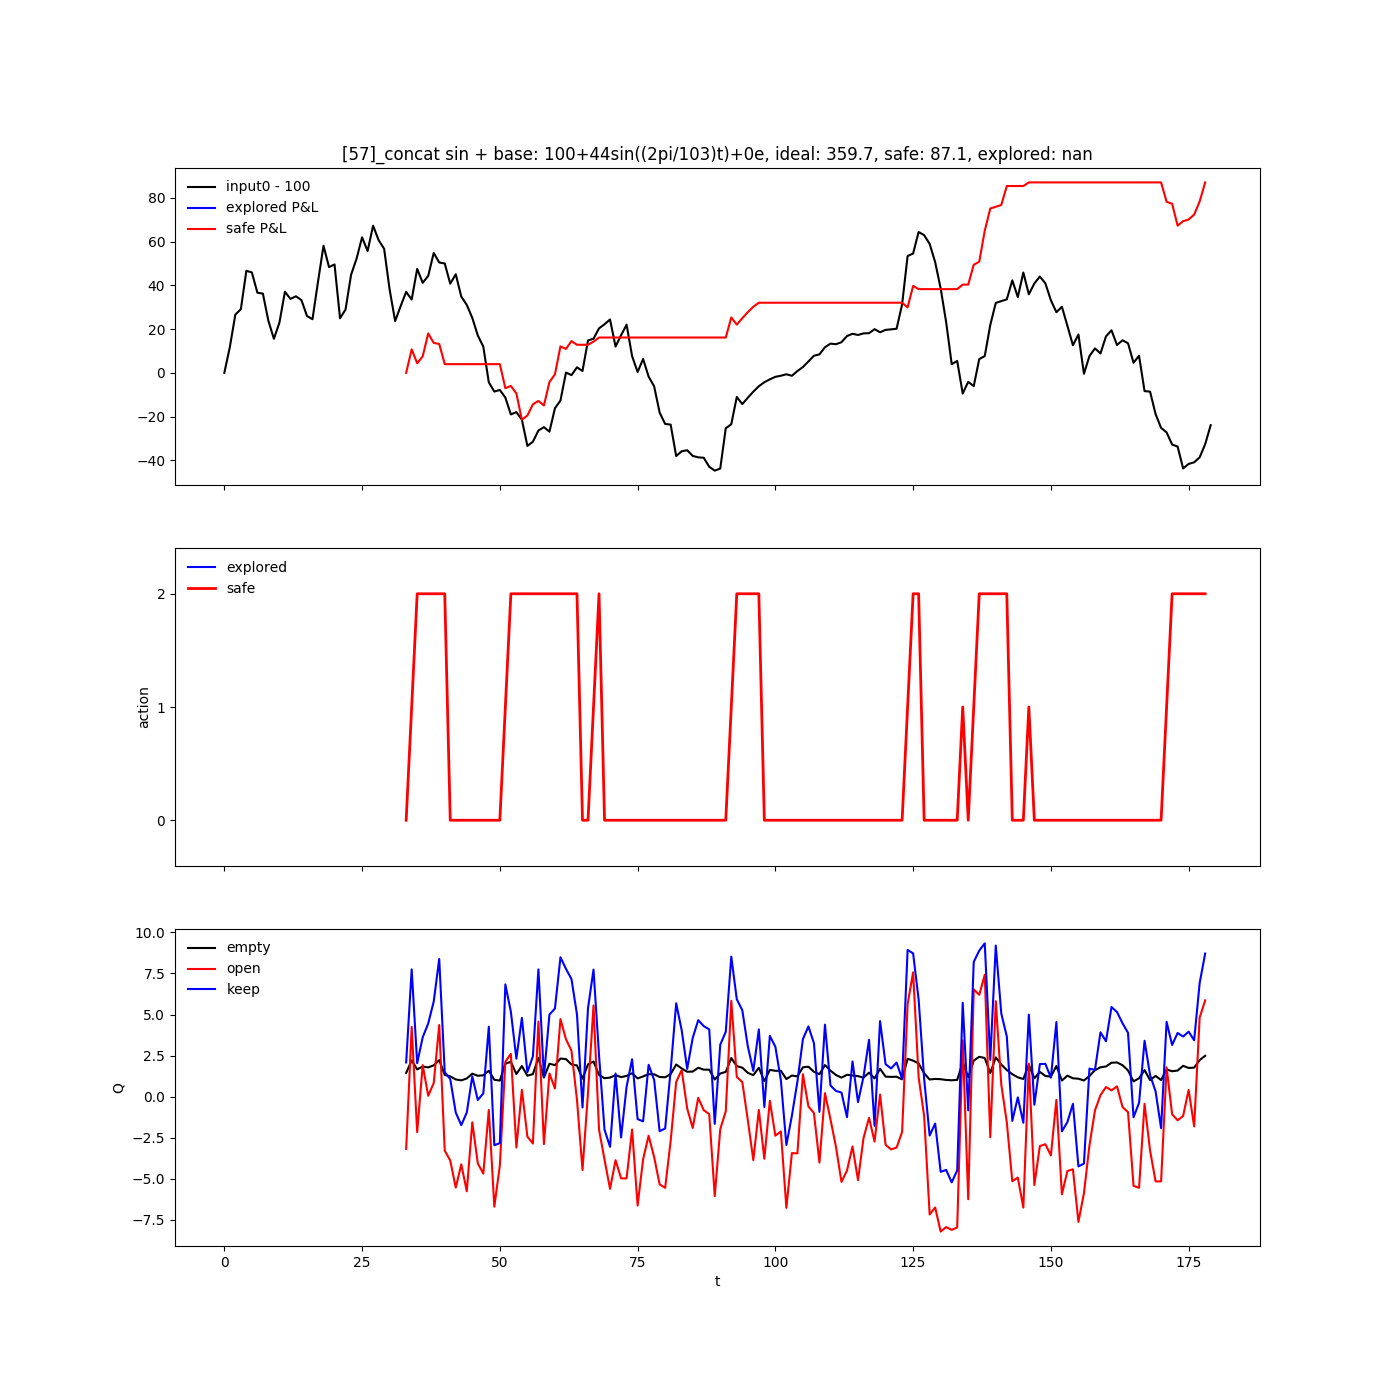 [57]_concat sin + base: 100+44sin((2pi/103)t)+0e, ideal: 359.7, safe: 87.1, explored: nan
input0 - 100
explored P&L
safe P&L
80
60
40
20
0
−20
−40
explored
safe
2
1
0
action
empty
open
keep
10.0
7.5
5.0
2.5
0.0
−2.5
−5.0
−7.5
Q
0 25 50 75 100 125 150 175
t